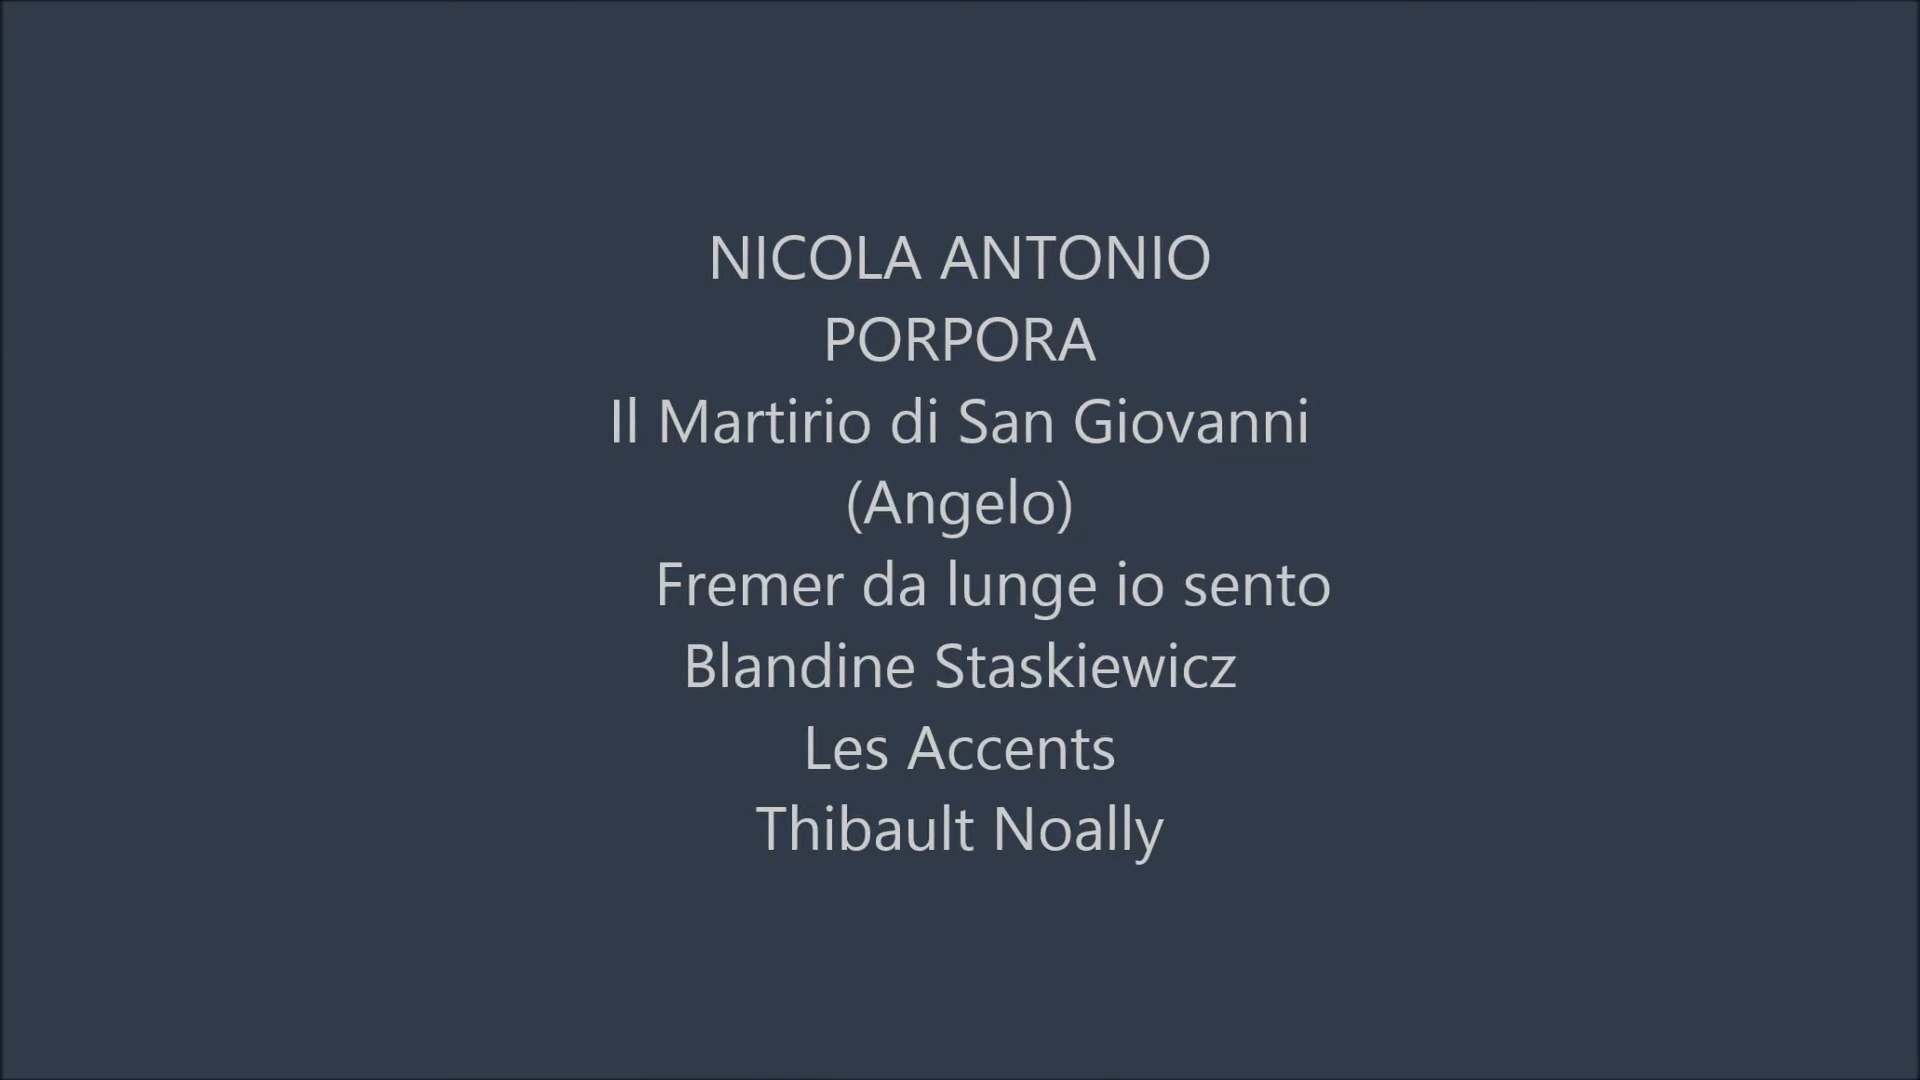 NICOLA ANTONIO
PORPORA
Il Martirio di San Giovanni
(Angelo)
Fremer da lunge io sento
Blandine Staskiewicz
Les Accents
Thibault Noally